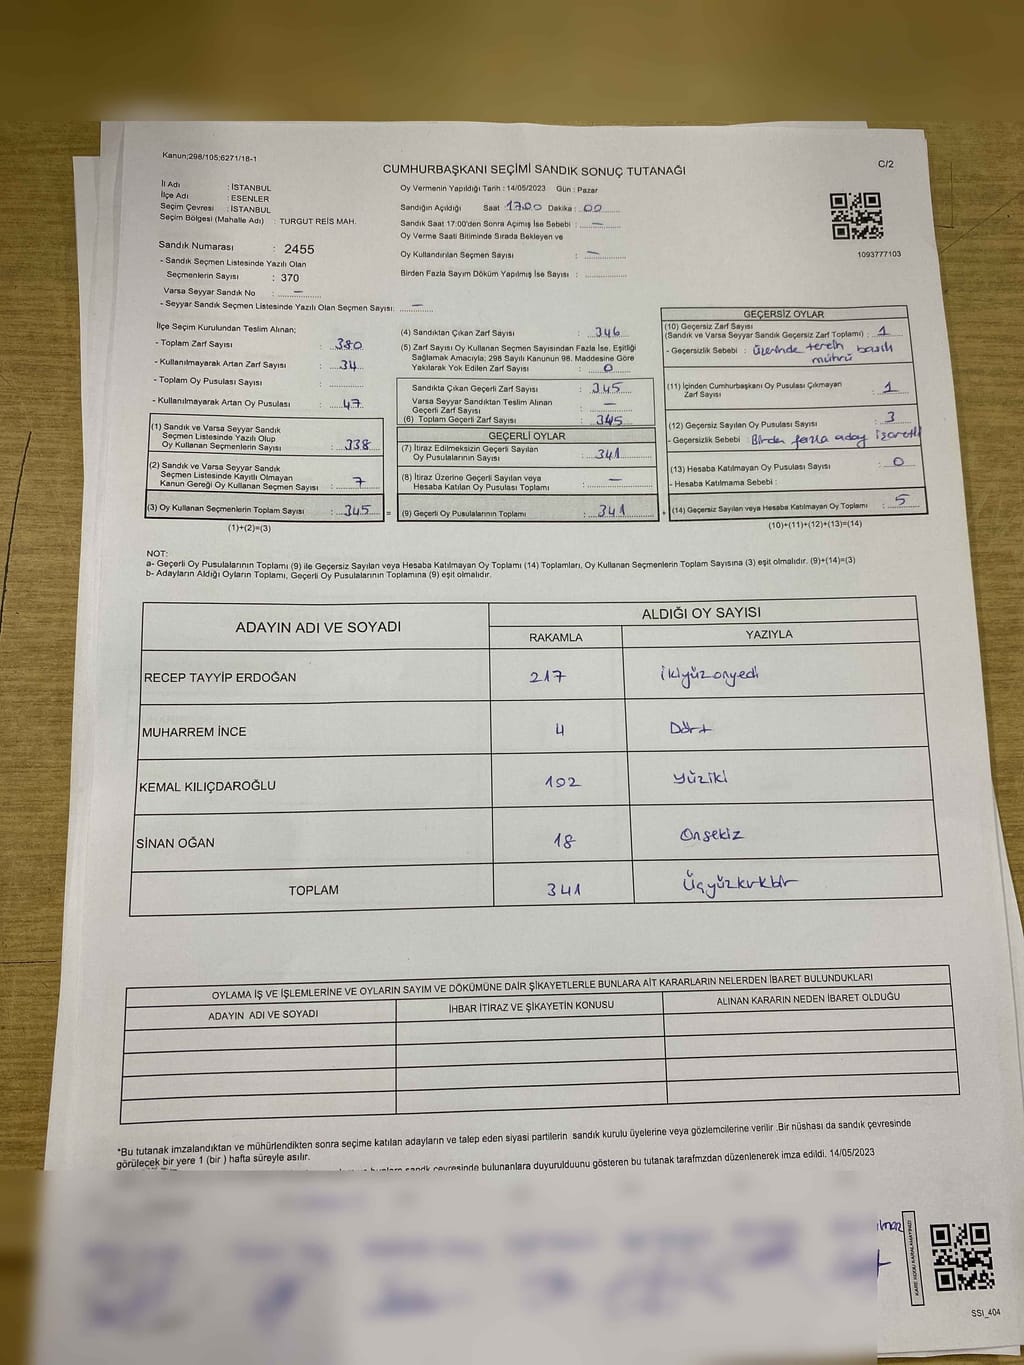 Kanun;298/105;6271/18-1
C/2
CUMHURBAŞKANI SEÇİMİ SANDIK SONUÇ TUTANAĞI
İl Adı : İSTANBUL
İlçe Adı : ESENLER
Seçim Çevresi : İSTANBUL
Seçim Bölgesi (Mahalle Adı) : TURGUT REİS MAH.
Sandık Numarası : 2455
- Sandık Seçmen Listesinde Yazılı Olan
Seçmenlerin Sayısı : 370
Varsa Seyyar Sandık No : –
- Seyyar Sandık Seçmen Listesinde Yazılı Olan Seçmen Sayısı: –
Oy Vermenin Yapıldığı Tarih : 14/05/2023 Gün : Pazar
Sandığın Açıldığı Saat 17.00 Dakika : 00
Sandık Saat 17:00'den Sonra Açımış İse Sebebi : –
Oy Verme Saati Bitiminde Sırada Bekleyen ve
Oy Kullandırılan Seçmen Sayısı : –
Birden Fazla Sayım Döküm Yapılmış İse Sayısı :
1093777103
İlçe Seçim Kurulundan Teslim Alınan;
- Toplam Zarf Sayısı : 380
- Kullanılmayarak Artan Zarf Sayısı : 34
- Toplam Oy Pusulası Sayısı :
- Kullanılmayarak Artan Oy Pusulası : 47
(1) Sandık ve Varsa Seyyar Sandık
Seçmen Listesinde Yazılı Olup
Oy Kullanan Seçmenlerin Sayısı : 338
(2) Sandık ve Varsa Seyyar Sandık
Seçmen Listesinde Kayıtlı Olmayan
Kanun Gereği Oy Kullanan Seçmen Sayısı : 7
(3) Oy Kullanan Seçmenlerin Toplam Sayısı : 345 =
(1)+(2)=(3)
(4) Sandıktan Çıkan Zarf Sayısı : 346
(5) Zarf Sayısı Oy Kullanan Seçmen Sayısından Fazla İse, Eşitliği
Sağlamak Amacıyla; 298 Sayılı Kanunun 98. Maddesine Göre
Yakılarak Yok Edilen Zarf Sayısı : 0
Sandıkta Çıkan Geçerli Zarf Sayısı : 345
Varsa Seyyar Sandıktan Teslim Alınan
Geçerli Zarf Sayısı : –
(6) Toplam Geçerli Zarf Sayısı : 345
GEÇERLİ OYLAR
(7) İtiraz Edilmeksizin Geçerli Sayılan
Oy Pusulalarının Sayısı : 341
(8) İtiraz Üzerine Geçerli Sayılan veya
Hesaba Katılan Oy Pusulası Toplamı : –
(9) Geçerli Oy Pusulalarının Toplamı : 341 +
GEÇERSİZ OYLAR
(10) Geçersiz Zarf Sayısı
(Sandık ve Varsa Seyyar Sandık Geçersiz Zarf Toplamı) : 1
- Geçersizlik Sebebi : üzerinde tercih basılı
mührü
(11) İçinden Cumhurbaşkanı Oy Pusulası Çıkmayan
Zarf Sayısı : 1
(12) Geçersiz Sayılan Oy Pusulası Sayısı : 3
- Geçersizlik Sebebi : Birden fazla aday işaretli
(13) Hesaba Katılmayan Oy Pusulası Sayısı : 0
- Hesaba Katılmama Sebebi :
(14) Geçersiz Sayılan veya Hesaba Katılmayan Oy Toplamı : 5
(10)+(11)+(12)+(13)=(14)
NOT:
a- Geçerli Oy Pusulalarının Toplamı (9) ile Geçersiz Sayılan veya Hesaba Katılmayan Oy Toplamı (14) Toplamları, Oy Kullanan Seçmenlerin Toplam Sayısına (3) eşit olmalıdır. (9)+(14)=(3)
b- Adayların Aldığı Oyların Toplamı, Geçerli Oy Pusulalarının Toplamına (9) eşit olmalıdır.
ADAYIN ADI VE SOYADI
ALDIĞI OY SAYISI
RAKAMLA YAZIYLA
RECEP TAYYİP ERDOĞAN 217 ikiyüzonyedi
MUHARREM İNCE 4 Dört
KEMAL KILIÇDAROĞLU 102 yüziki
SİNAN OĞAN 18 Onsekiz
TOPLAM 341 Üçyüzkırkbir
OYLAMA İŞ VE İŞLEMLERİNE VE OYLARIN SAYIM VE DÖKÜMÜNE DAİR ŞİKAYETLERLE BUNLARA AİT KARARLARIN NELERDEN İBARET BULUNDUKLARI
ADAYIN ADI VE SOYADI İHBAR İTİRAZ VE ŞİKAYETİN KONUSU ALINAN KARARIN NEDEN İBARET OLDUĞU
*Bu tutanak imzalandıktan ve mühürlendikten sonra seçime katılan adayların ve talep eden siyasi partilerin sandık kurulu üyelerine veya gözlemcilerine verilir .Bir nüshası da sandık çevresinde
görülecek bir yere 1 (bir ) hafta süreyle asılır.
sandık çevresinde bulunanlara duyurulduunu gösteren bu tutanak tarafmzdan düzenlenerek imza edildi. 14/05/2023
SSI_404